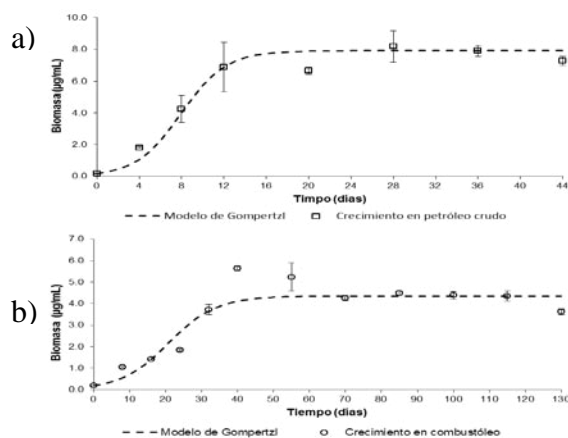 a)
Biomasa (µg/mL)
10.0
8.0
6.0
4.0
2.0
0.0
0 4 8 12 16 20 24 28 32 36 40 44
Timpo (dias)
Modelo de Gompertzl Crecimiento en petróleo crudo
b)
Biomasa (µg/mL)
7.0
6.0
5.0
4.0
3.0
2.0
1.0
0.0
0 10 20 30 40 50 60 70 80 90 100 110 120 130
Tiempo (dias)
Modelo de Gompertzl Crecimiento en combustóleo